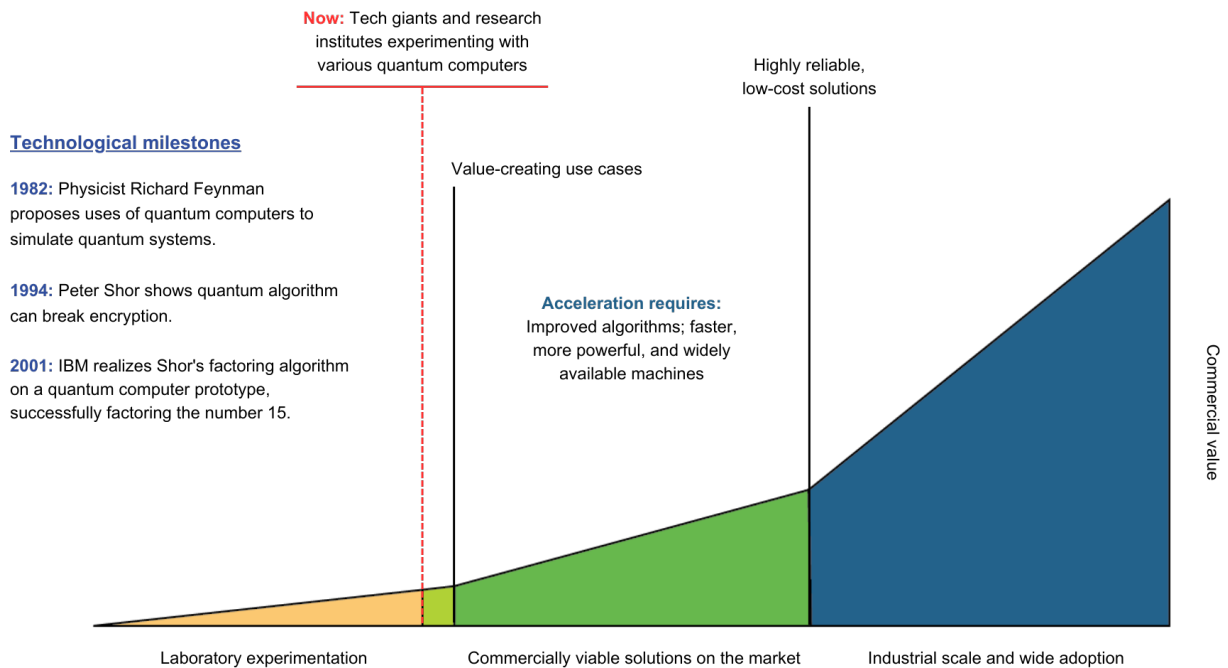 Now: Tech giants and research
institutes experimenting with
various quantum computers
Highly reliable,
low-cost solutions
Technological milestones
Value-creating use cases
1982: Physicist Richard Feynman
proposes uses of quantum computers to
simulate quantum systems.
1994: Peter Shor shows quantum algorithm
can break encryption.
2001: IBM realizes Shor's factoring algorithm
on a quantum computer prototype,
successfully factoring the number 15.
Acceleration requires:
Improved algorithms; faster,
more powerful, and widely
available machines
Commercial value
Laboratory experimentation
Commercially viable solutions on the market
Industrial scale and wide adoption